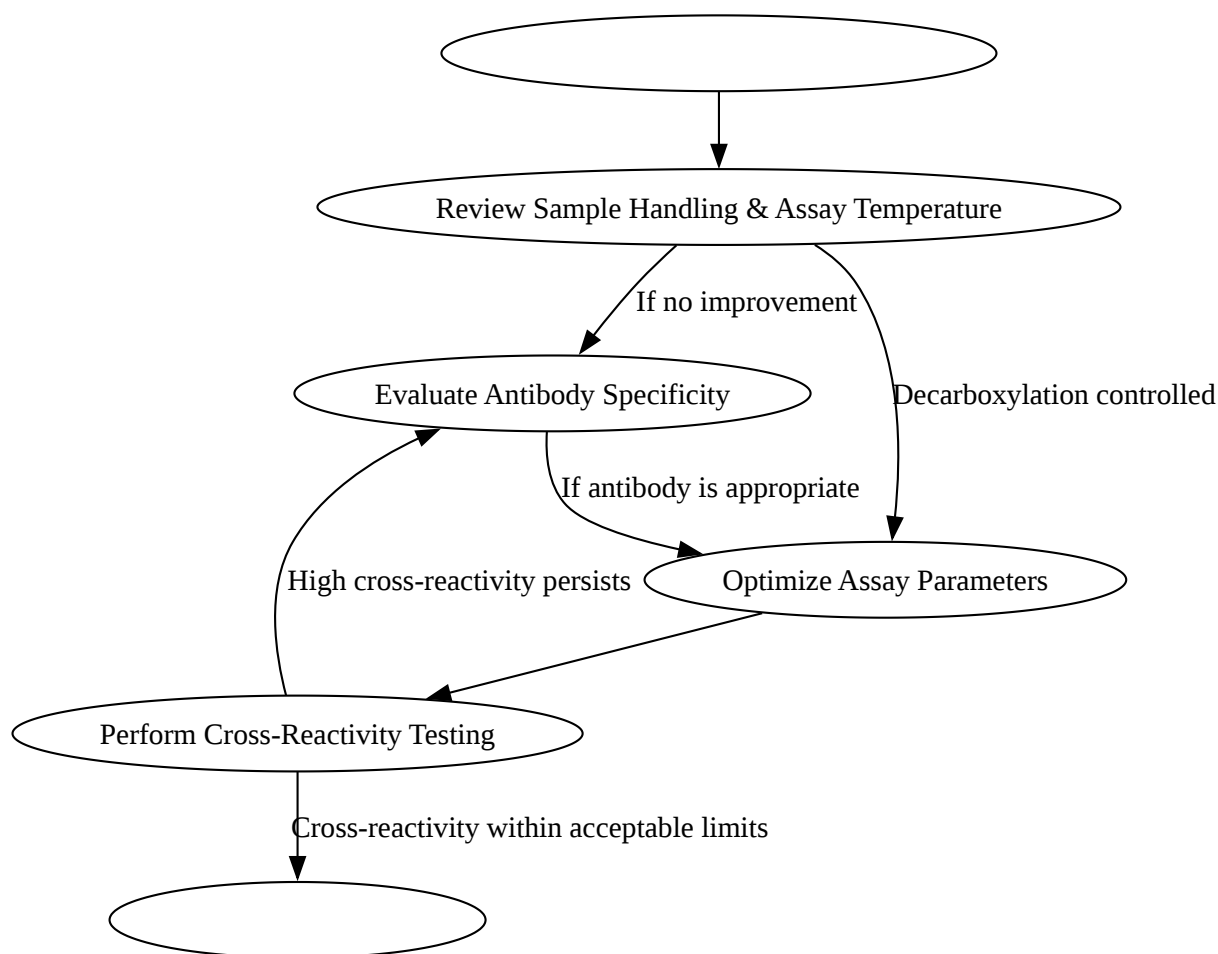 Review Sample Handling & Assay Temperature
If no improvement
Evaluate Antibody Specificity
Decarboxylation controlled
If antibody is appropriate
High cross-reactivity persists
Optimize Assay Parameters
Perform Cross-Reactivity Testing
Cross-reactivity within acceptable limits